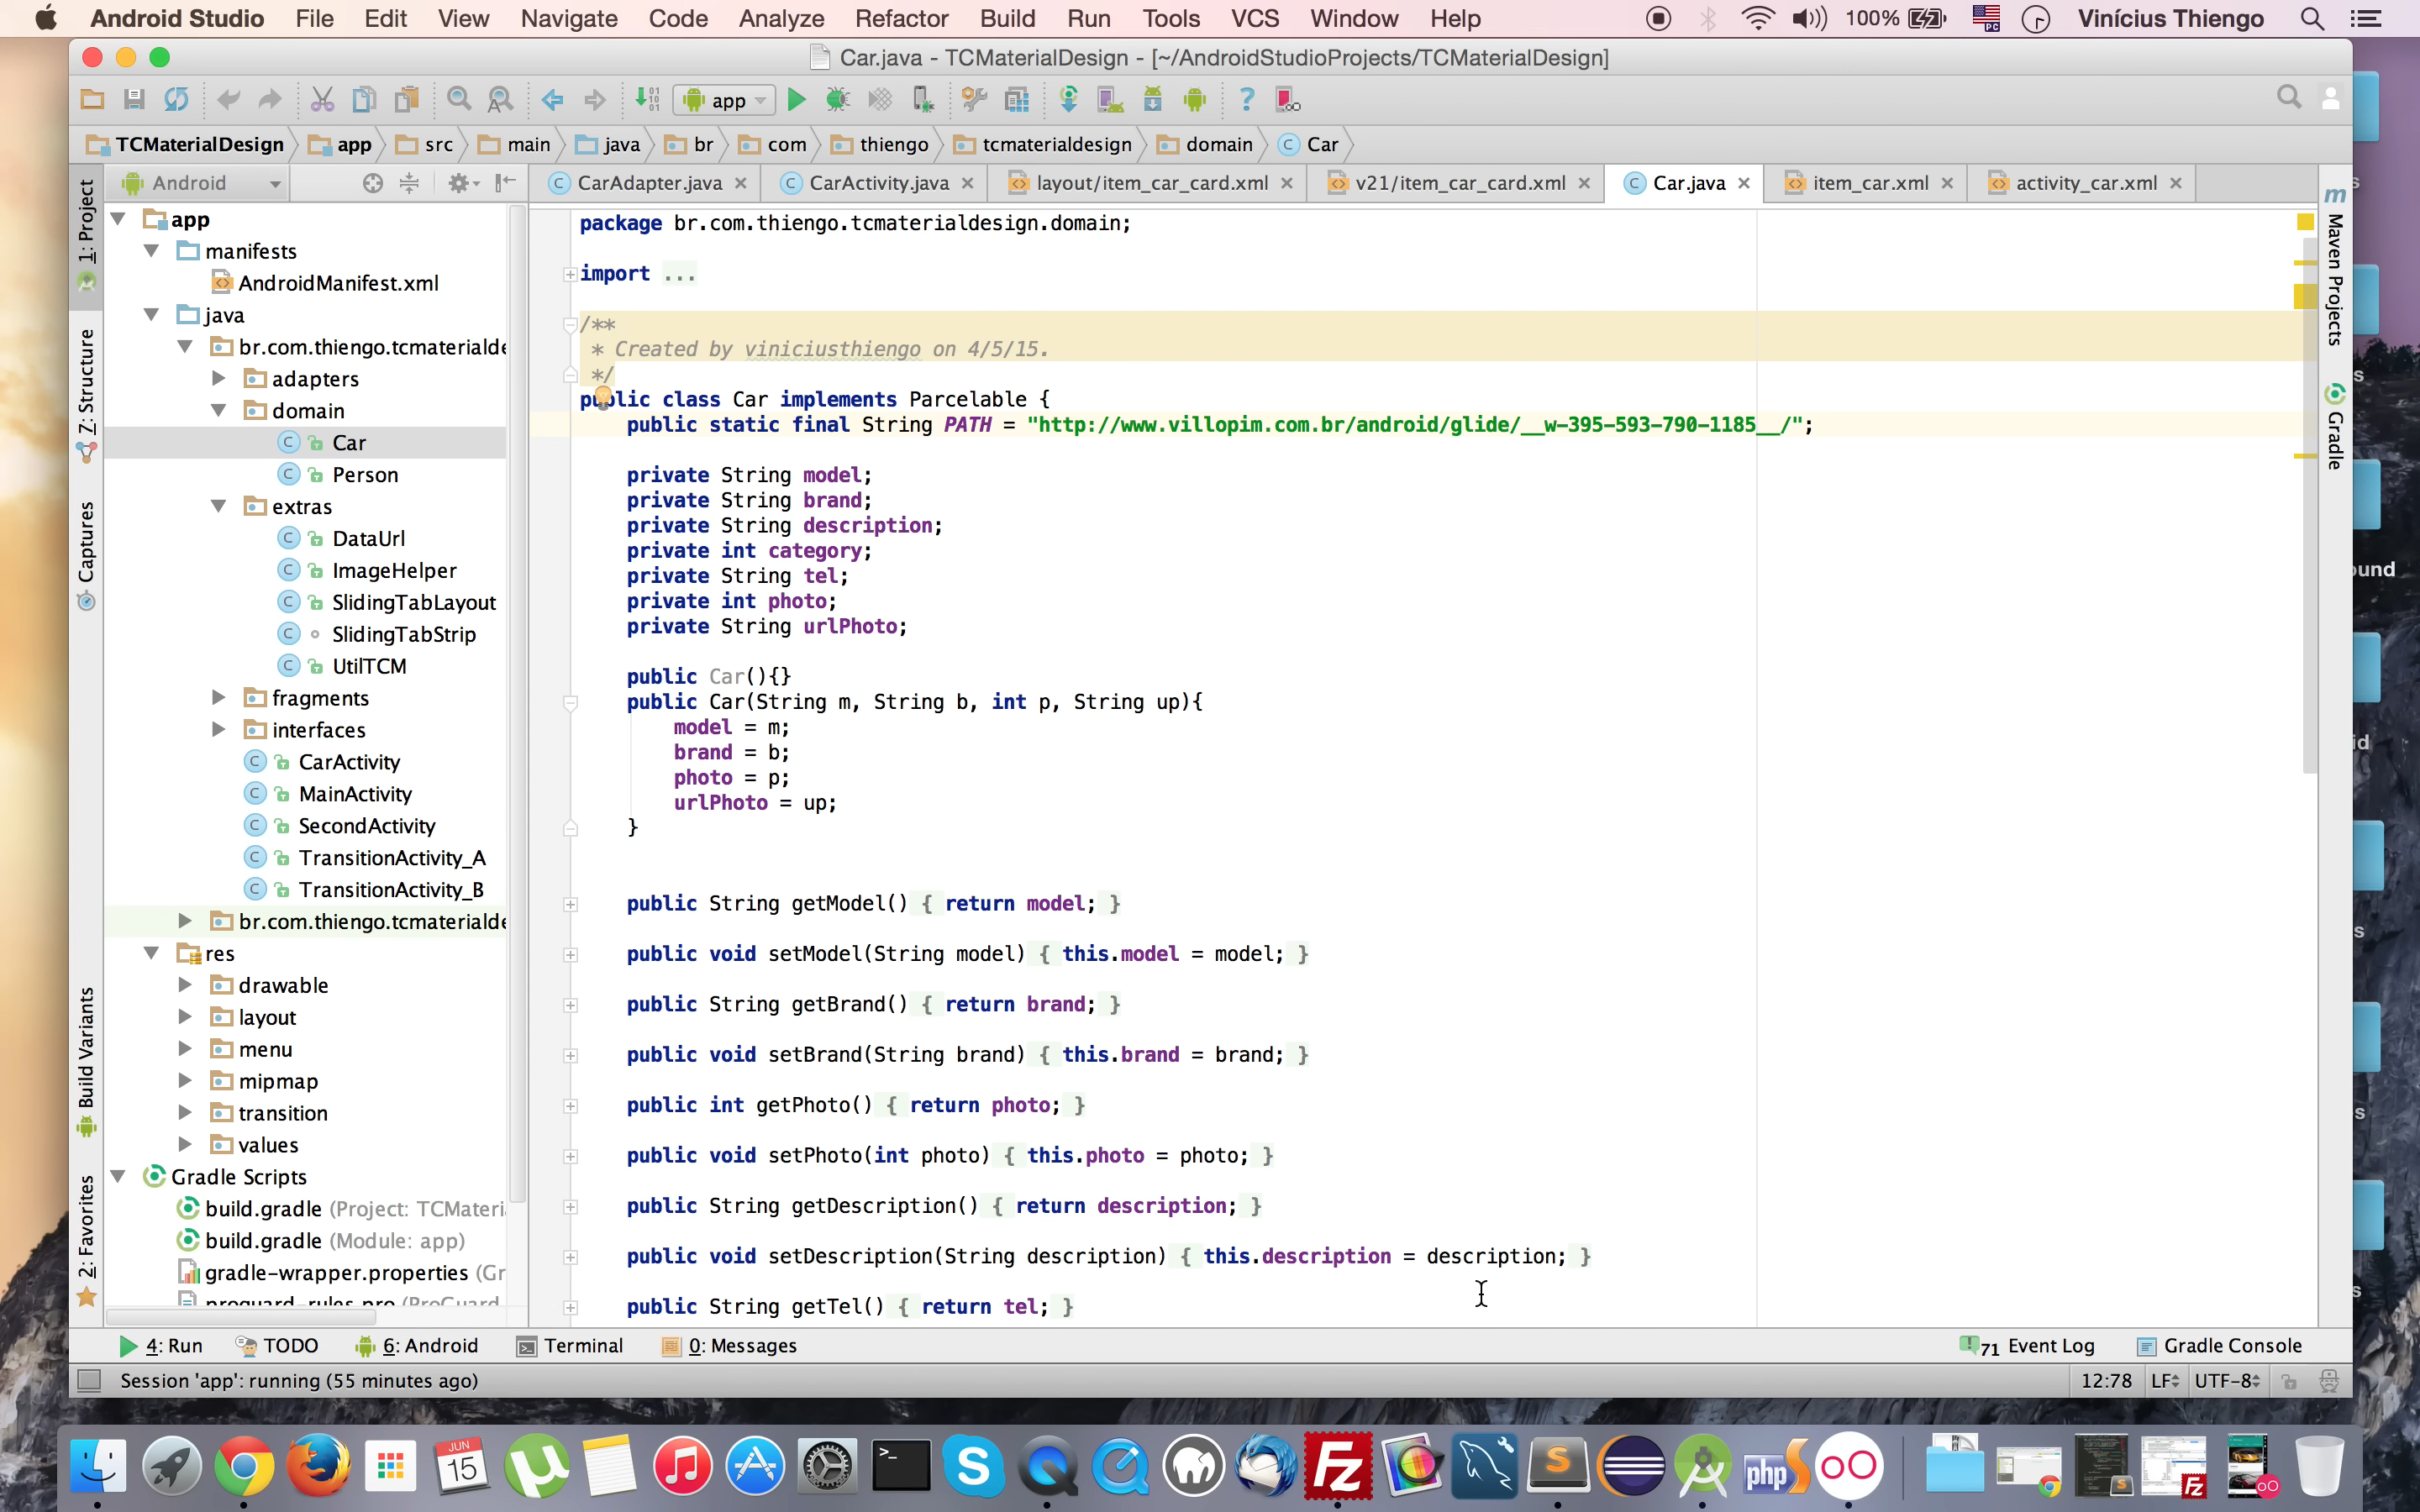 Android Studio File Edit View Navigate Code Analyze Refactor Build Run Tools VCS Window Help 100% PC Vinícius Thiengo
Car.java - TCMaterialDesign - [~/AndroidStudioProjects/TCMaterialDesign]
app
TCMaterialDesign app src main java br com thiengo tcmaterialdesign domain Car
Android
CarAdapter.java CarActivity.java layout/item_car_card.xml v21/item_car_card.xml Car.java item_car.xml activity_car.xml
1: Project
Z: Structure
Captures
Build Variants
2: Favorites
app
manifests
AndroidManifest.xml
java
br.com.thiengo.tcmateriald
adapters
domain
Car
Person
extras
DataUrl
ImageHelper
SlidingTabLayout
SlidingTabStrip
UtilTCM
fragments
interfaces
CarActivity
MainActivity
SecondActivity
TransitionActivity_A
TransitionActivity_B
br.com.thiengo.tcmateriald
res
drawable
layout
menu
mipmap
transition
values
Gradle Scripts
build.gradle (Project: TCMateri
build.gradle (Module: app)
gradle-wrapper.properties (Gr
proguard-rules.pro (ProGuard
package br.com.thiengo.tcmaterialdesign.domain;
import ...
/**
* Created by viniciusthiengo on 4/5/15.
*/
public class Car implements Parcelable {
public static final String PATH = "http://www.villopim.com.br/android/glide/__w-395-593-790-1185__/";
private String model;
private String brand;
private String description;
private int category;
private String tel;
private int photo;
private String urlPhoto;
public Car(){}
public Car(String m, String b, int p, String up){
model = m;
brand = b;
photo = p;
urlPhoto = up;
}
public String getModel() { return model; }
public void setModel(String model) { this.model = model; }
public String getBrand() { return brand; }
public void setBrand(String brand) { this.brand = brand; }
public int getPhoto() { return photo; }
public void setPhoto(int photo) { this.photo = photo; }
public String getDescription() { return description; }
public void setDescription(String description) { this.description = description; }
public String getTel() { return tel; }
Maven Projects
Gradle
4: Run TODO 6: Android Terminal 0: Messages 71 Event Log Gradle Console
Session 'app': running (55 minutes ago) 12:78 LF UTF-8
ound
id
JUN
15
php